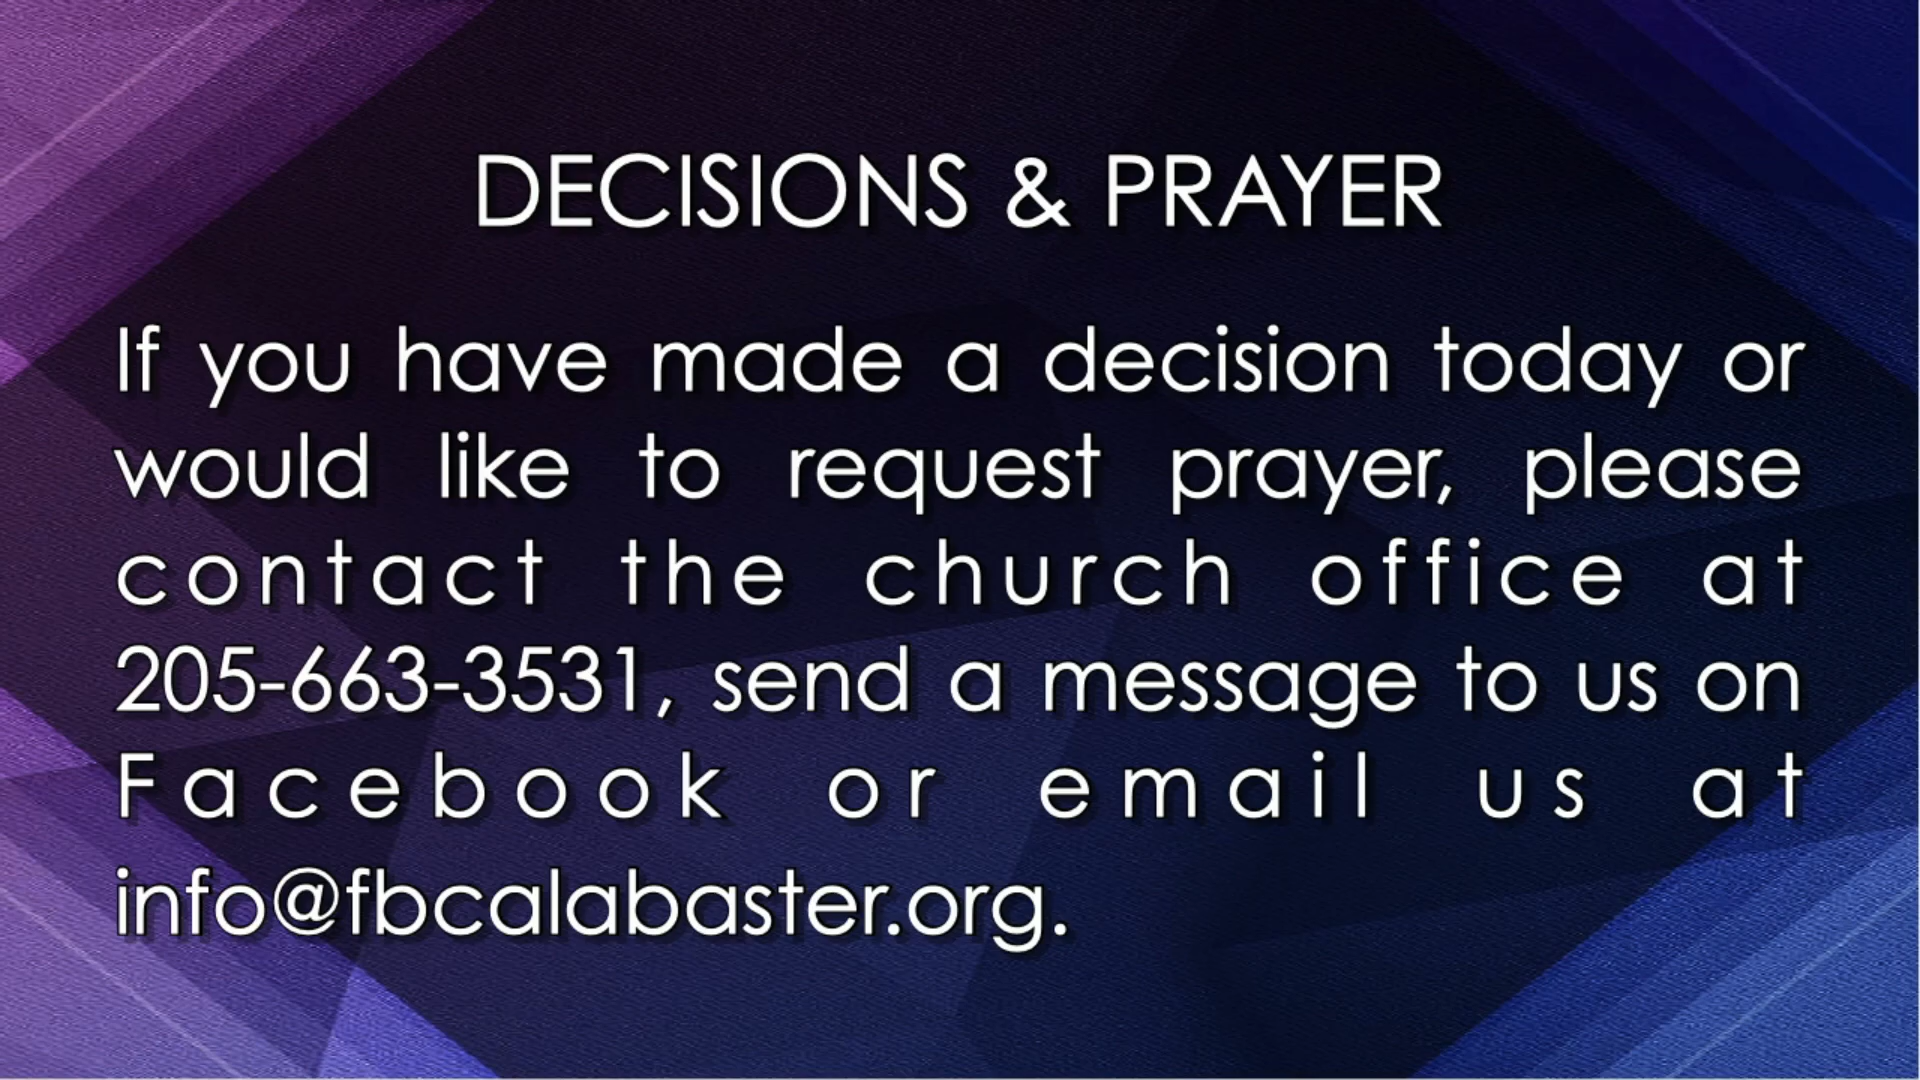 DECISIONS & PRAYER
If you have made a decision today or
would like to request prayer, please
contact the church office at
205-663-3531, send a message to us on
Facebook or email us at
info@fbcalabaster.org.